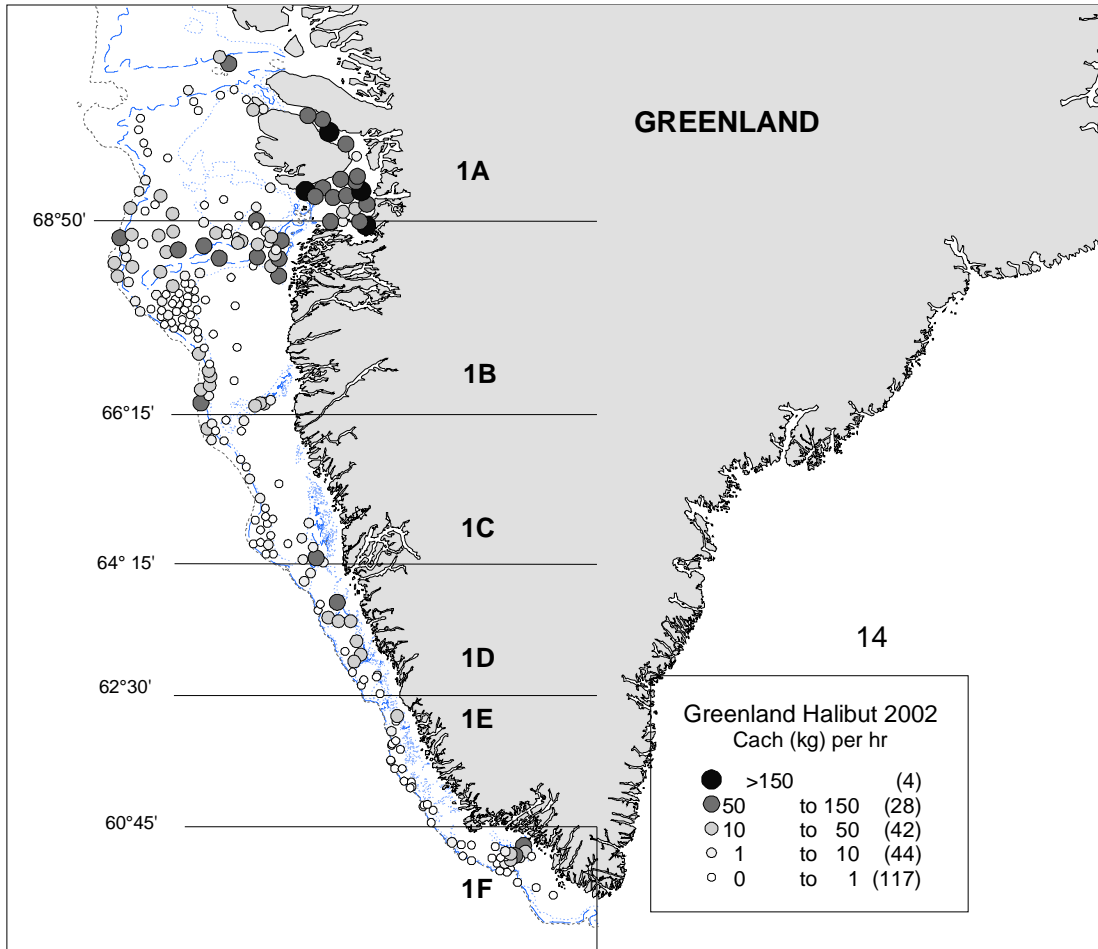 GREENLAND
1A
68°50'
1B
66°15'
1C
64° 15'
14
1D
62°30'
1E
Greenland Halibut 2002
Cach (kg) per hr
>150 (4)
50 to 150 (28)
10 to 50 (42)
1 to 10 (44)
0 to 1 (117)
60°45'
1F